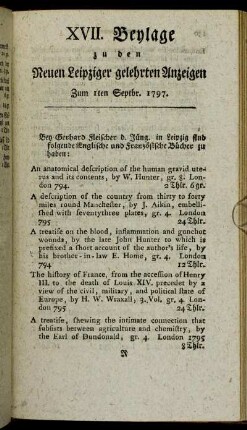 XVII. Beylage
zu den
Neuen Leipziger gelehrten Anzeigen
Zum 1ten Septbr. 1797.
Bey Gerhard Fleischer d. Jüng. in Leipzig sind
folgende Englische und Französische Bücher zu
haben:
An anatomical description of the human gravid ute-
rus and its contents, by W. Hunter, gr. 8. Lon-
don 794. 2 Thlr. 6 gr.
A description of the country from thirty to forty
miles round Manchester, by J. Aikin, embelli-
shed with seventythree plates, gr. 4. London
795 24 Thlr.
A treatise on the blood, inflammation and gunshot
wounds, by the late John Hunter to which is
prefixed a short account of the author's life, by
his brother-in-law E. Home, gr. 4. London
794 12 Thlr.
The history of France, from the accession of Henry
III. to the death of Louis. XIV. preceded by a
view of the civil, military, and political state of
Europe, by H. W. Wraxall, 3. Vol. gr. 4. Lon-
don 795 24 Thlr.
A treatise, shewing the intimate connection that
subsists between agriculture and chemistry, by
the Earl of Dundonald, gr. 4. London 1795
8 Thlr.
R